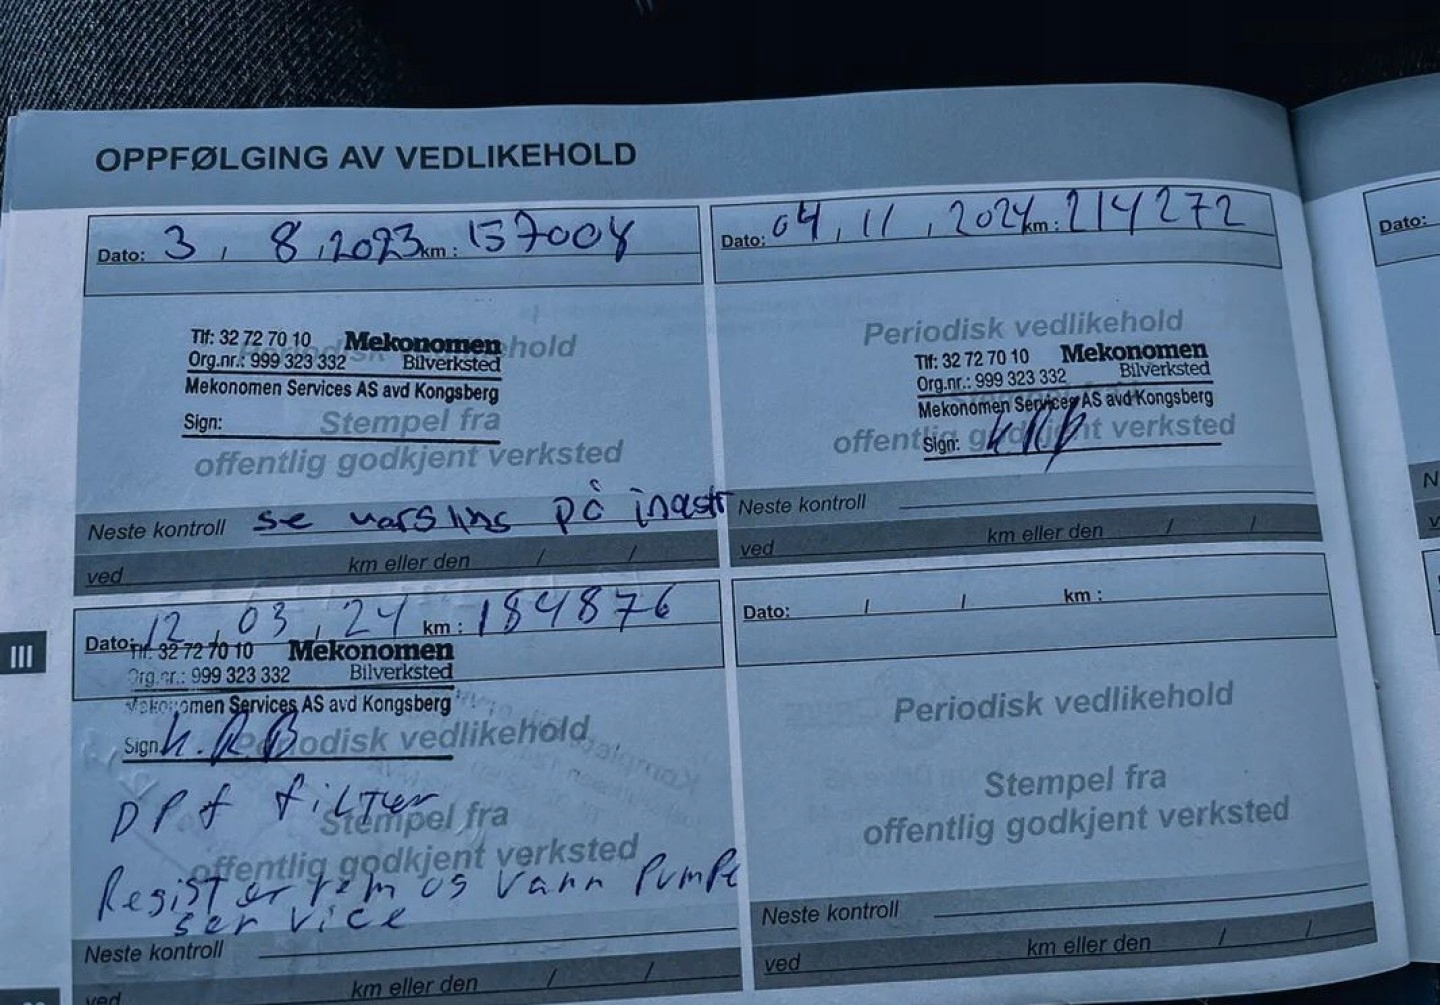 OPPFØLGING AV VEDLIKEHOLD
Dato: 3 , 8 , 2023 km : 157008
Tlf: 32 72 70 10 Mekonomen
Org.nr.: 999 323 332 Bilverksted
Mekonomen Services AS avd Kongsberg
Sign:
Stempel fra
offentlig godkjent verksted
Neste kontroll se varsling på instr
ved km eller den / /
Dato: 12 , 03 , 24 km : 184876
Tlf: 32 72 70 10 Mekonomen
Org.nr.: 999 323 332 Bilverksted
Mekonomen Services AS avd Kongsberg
Sign K.R.B
Periodisk vedlikehold
DPf filter
Stempel fra
offentlig godkjent verksted
Register rem og vann pumpe
service
Neste kontroll
ved km eller den / /
Dato: 04 , 11 , 2024 km : 214272
Periodisk vedlikehold
Tlf: 32 72 70 10 Mekonomen
Org.nr.: 999 323 332 Bilverksted
Mekonomen Services AS avd Kongsberg
offentlig godkjent verksted
Sign: KRB
Neste kontroll
ved km eller den / /
Dato: / / km :
Periodisk vedlikehold
Stempel fra
offentlig godkjent verksted
Neste kontroll
ved km eller den / /
III
Dato: